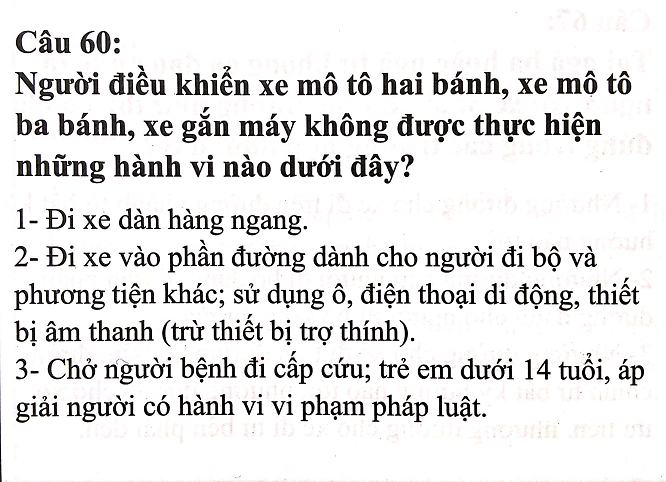 Câu 60:
Người điều khiển xe mô tô hai bánh, xe mô tô
ba bánh, xe gắn máy không được thực hiện
những hành vi nào dưới đây?
1- Đi xe dàn hàng ngang.
2- Đi xe vào phần đường dành cho người đi bộ và
phương tiện khác; sử dụng ô, điện thoại di động, thiết
bị âm thanh (trừ thiết bị trợ thính).
3- Chở người bệnh đi cấp cứu; trẻ em dưới 14 tuổi, áp
giải người có hành vi vi phạm pháp luật.